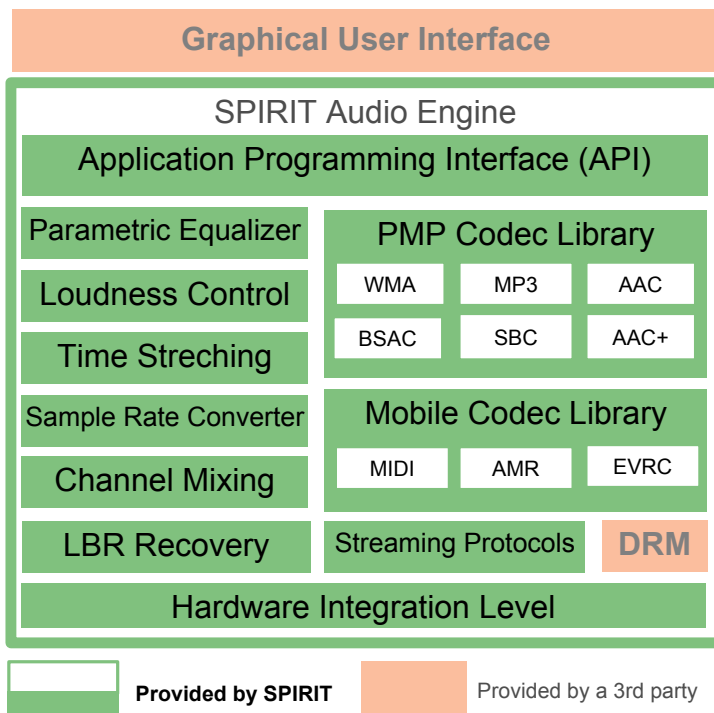 Graphical User Interface
SPIRIT Audio Engine
Application Programming Interface (API)
Parametric Equalizer
Loudness Control
Time Streching
Sample Rate Converter
Channel Mixing
LBR Recovery
PMP Codec Library
WMA MP3 AAC
BSAC SBC AAC+
Mobile Codec Library
MIDI AMR EVRC
Streaming Protocols
DRM
Hardware Integration Level
Provided by SPIRIT
Provided by a 3rd party